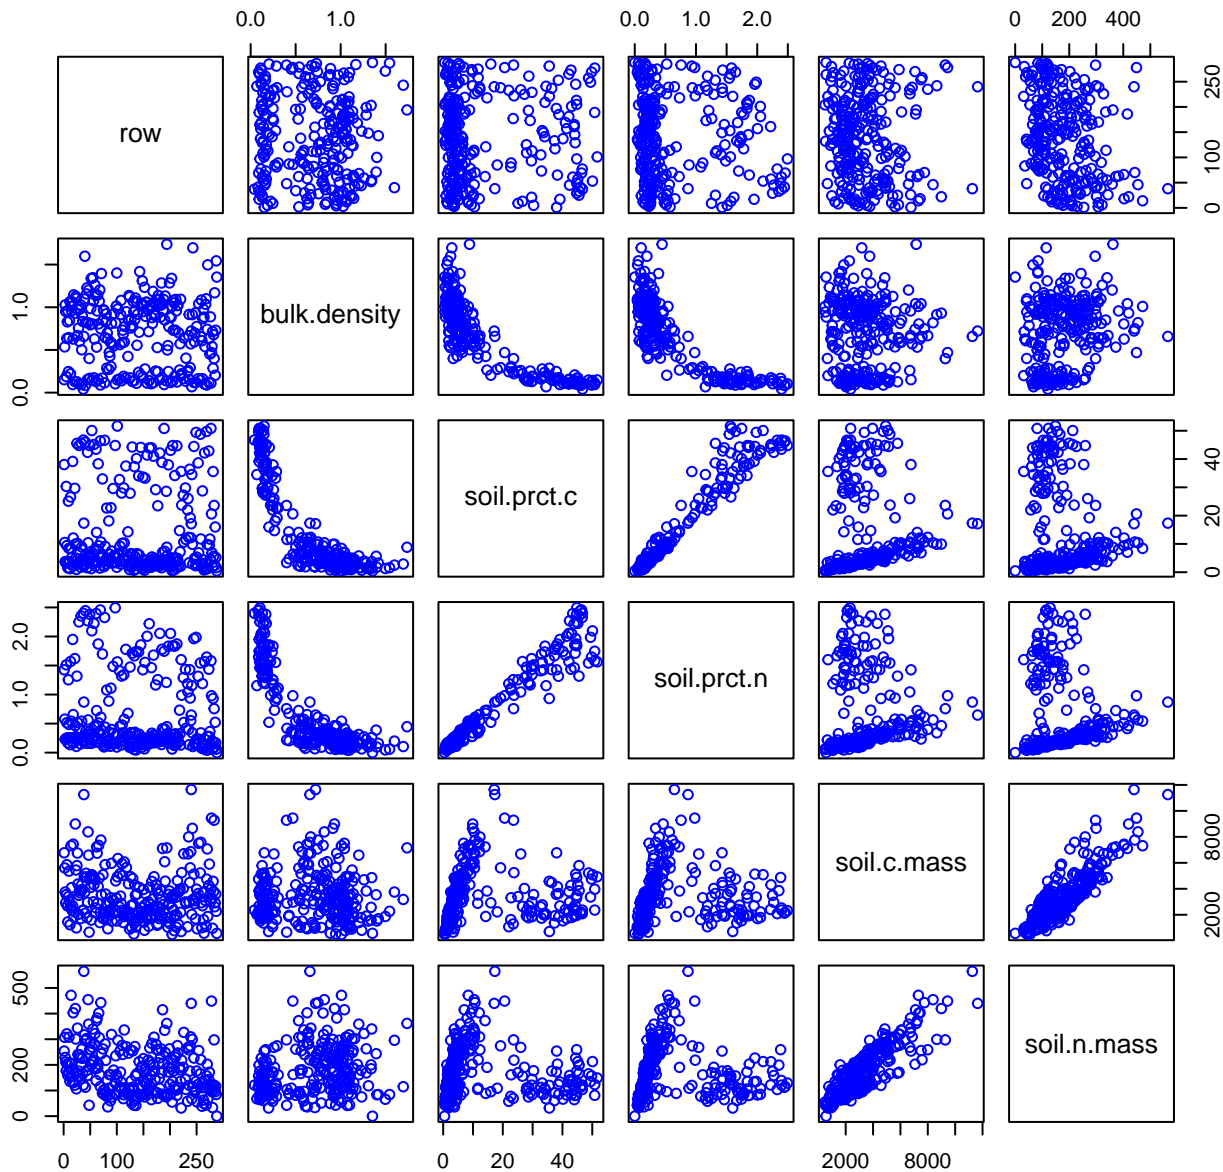 0.0 1.0 0.0 1.0 2.0 0 200 400
row 0 100 250
0.0 1.0 bulk.density
soil.prct.c 0 20 40
0.0 1.0 2.0 soil.prct.n
soil.c.mass 2000 8000
0 200 500 soil.n.mass
0 100 250 0 20 40 2000 8000